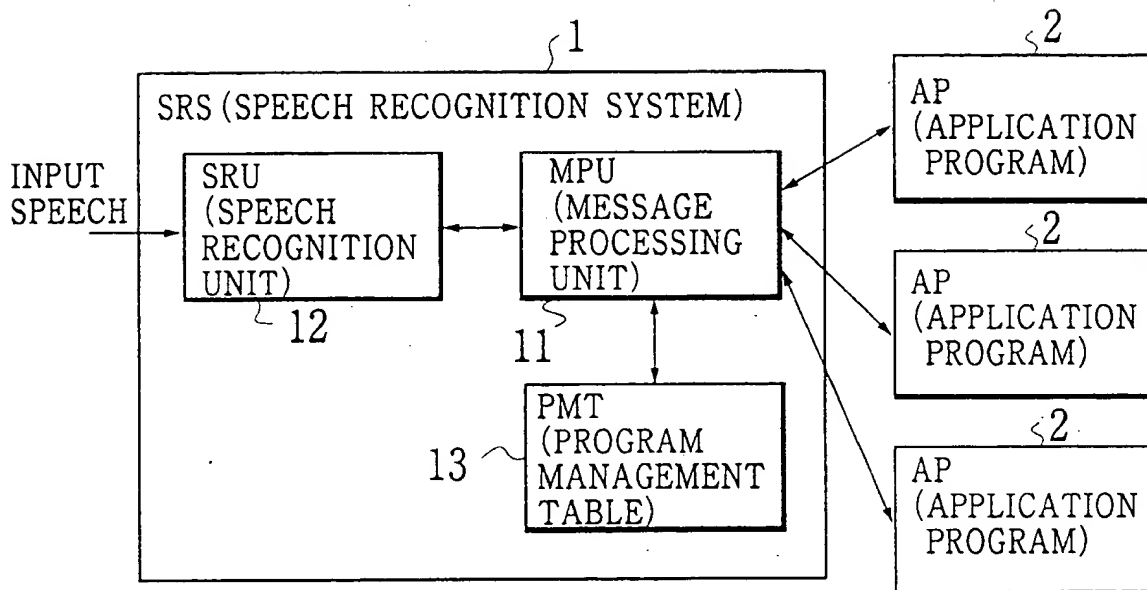 1
SRS (SPEECH RECOGNITION SYSTEM)
INPUT
SPEECH
SRU
(SPEECH
RECOGNITION
UNIT)
12
MPU
(MESSAGE
PROCESSING
UNIT)
11
PMT
(PROGRAM
MANAGEMENT
TABLE)
13
2
AP
(APPLICATION
PROGRAM)
2
AP
(APPLICATION
PROGRAM)
2
AP
(APPLICATION
PROGRAM)